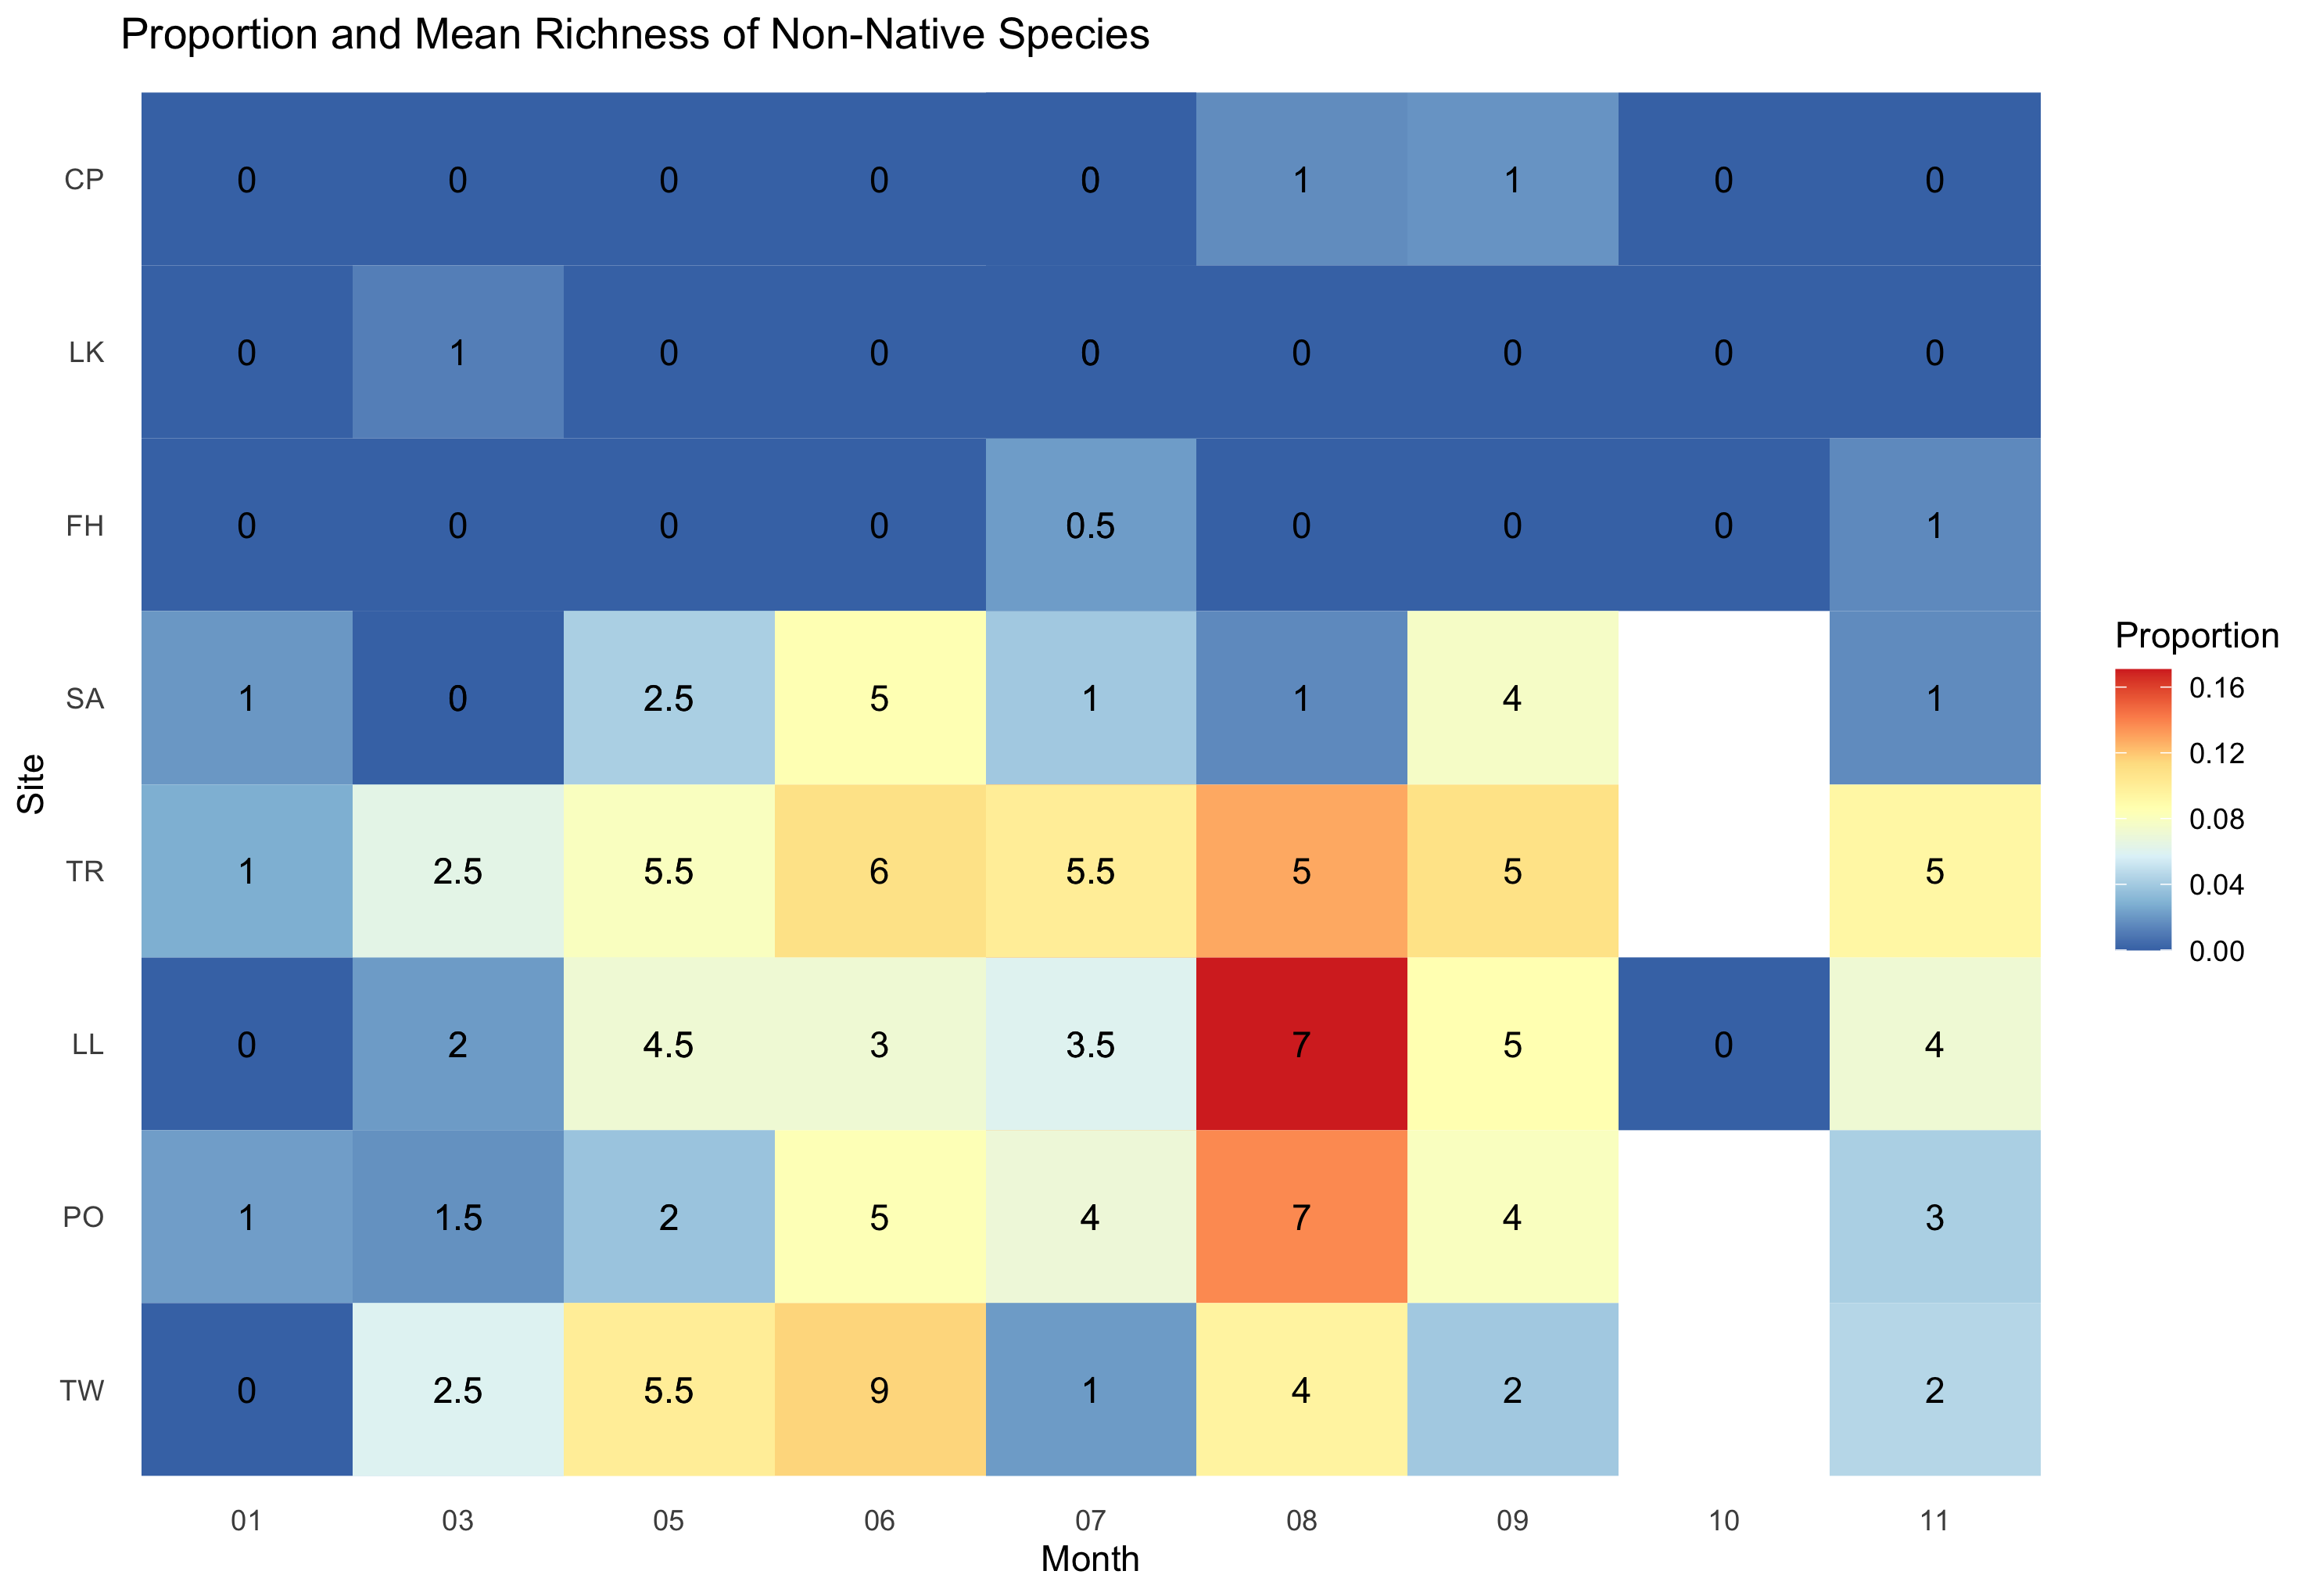 Proportion and Mean Richness of Non-Native Species
CP 0 0 0 0 0 1 1 0 0
LK 0 1 0 0 0 0 0 0 0
FH 0 0 0 0 0.5 0 0 0 1
SA 1 0 2.5 5 1 1 4 1
TR 1 2.5 5.5 6 5.5 5 5 5
LL 0 2 4.5 3 3.5 7 5 0 4
PO 1 1.5 2 5 4 7 4 3
TW 0 2.5 5.5 9 1 4 2 2
01 03 05 06 07 08 09 10 11
Month
Site
Proportion
0.16
0.12
0.08
0.04
0.00